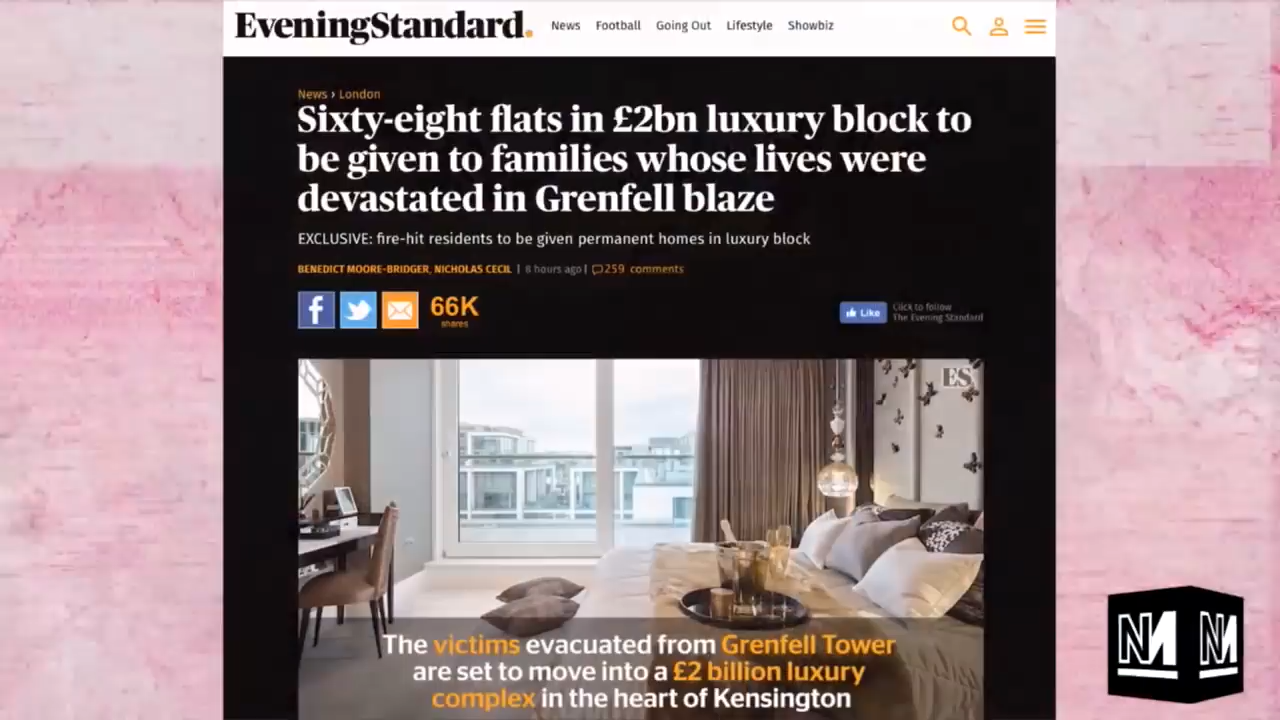 EveningStandard.
News Football Going Out Lifestyle Showbiz
News › London
Sixty-eight flats in £2bn luxury block to
be given to families whose lives were
devastated in Grenfell blaze
EXCLUSIVE: fire-hit residents to be given permanent homes in luxury block
BENEDICT MOORE-BRIDGER, NICHOLAS CECIL | 8 hours ago | 259 comments
66K
shares
Like
Click to follow
The Evening Standard
ES
The victims evacuated from Grenfell Tower
are set to move into a £2 billion luxury
complex in the heart of Kensington
NM NM